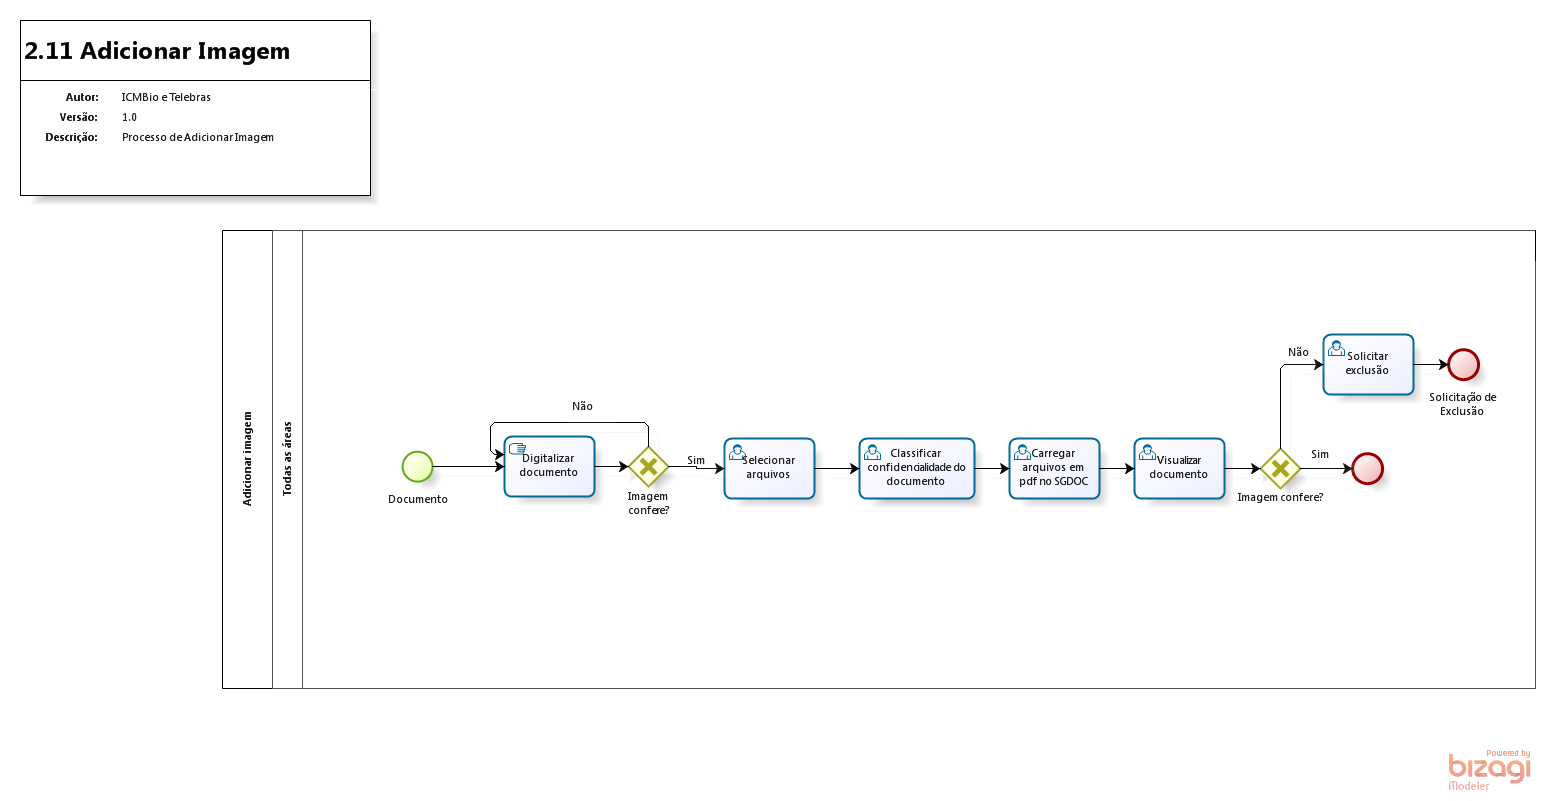 2.11 Adicionar Imagem
Autor: ICMBio e Telebras
Versão: 1.0
Descrição: Processo de Adicionar Imagem
Adicionar imagem
Todas as áreas
Documento
Não
Digitalizar
documento
Imagem
confere?
Sim
Selecionar
arquivos
Classificar
confidencialidade do
documento
Carregar
arquivos em
pdf no SGDOC
Visualizar
documento
Imagem confere?
Não
Solicitar
exclusão
Solicitação de
Exclusão
Sim
Powered by
bizagi
Modeler